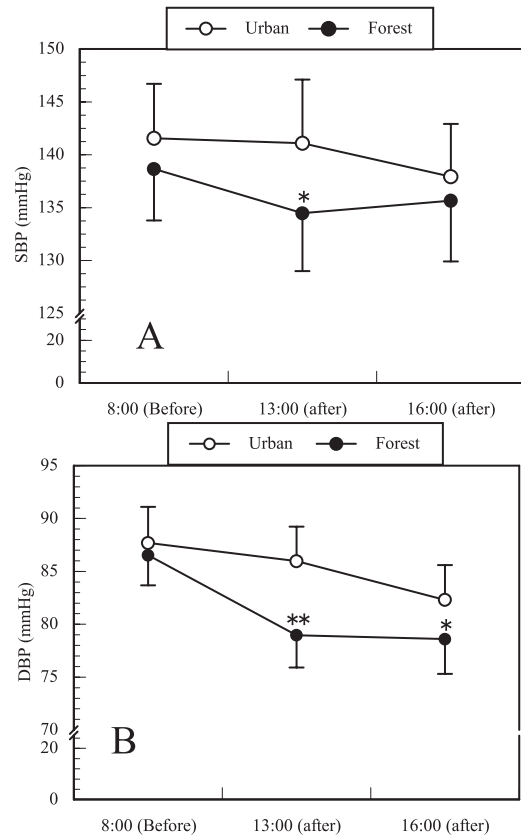 Urban Forest
150
145
140
135
130
125
20
0
SBP (mmHg)
*
A
8:00 (Before) 13:00 (after) 16:00 (after)
Urban Forest
95
90
85
80
75
70
20
0
DBP (mmHg)
** *
B
8:00 (Before) 13:00 (after) 16:00 (after)